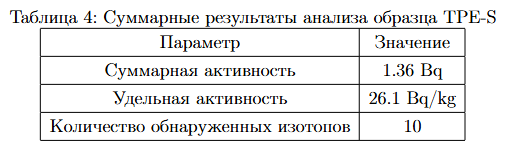 Таблица 4: Суммарные результаты анализа образца TPE-S
Параметр Значение
Суммарная активность 1.36 Bq
Удельная активность 26.1 Bq/kg
Количество обнаруженных изотопов 10